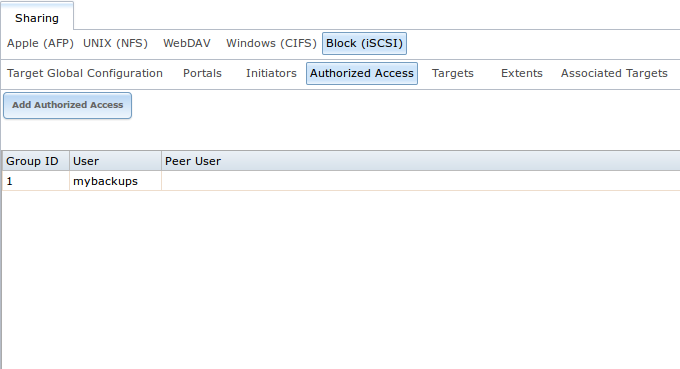 Sharing
Apple (AFP) UNIX (NFS) WebDAV Windows (CIFS) Block (iSCSI)
Target Global Configuration Portals Initiators Authorized Access Targets Extents Associated Targets
Add Authorized Access
Group ID User Peer User
1 mybackups